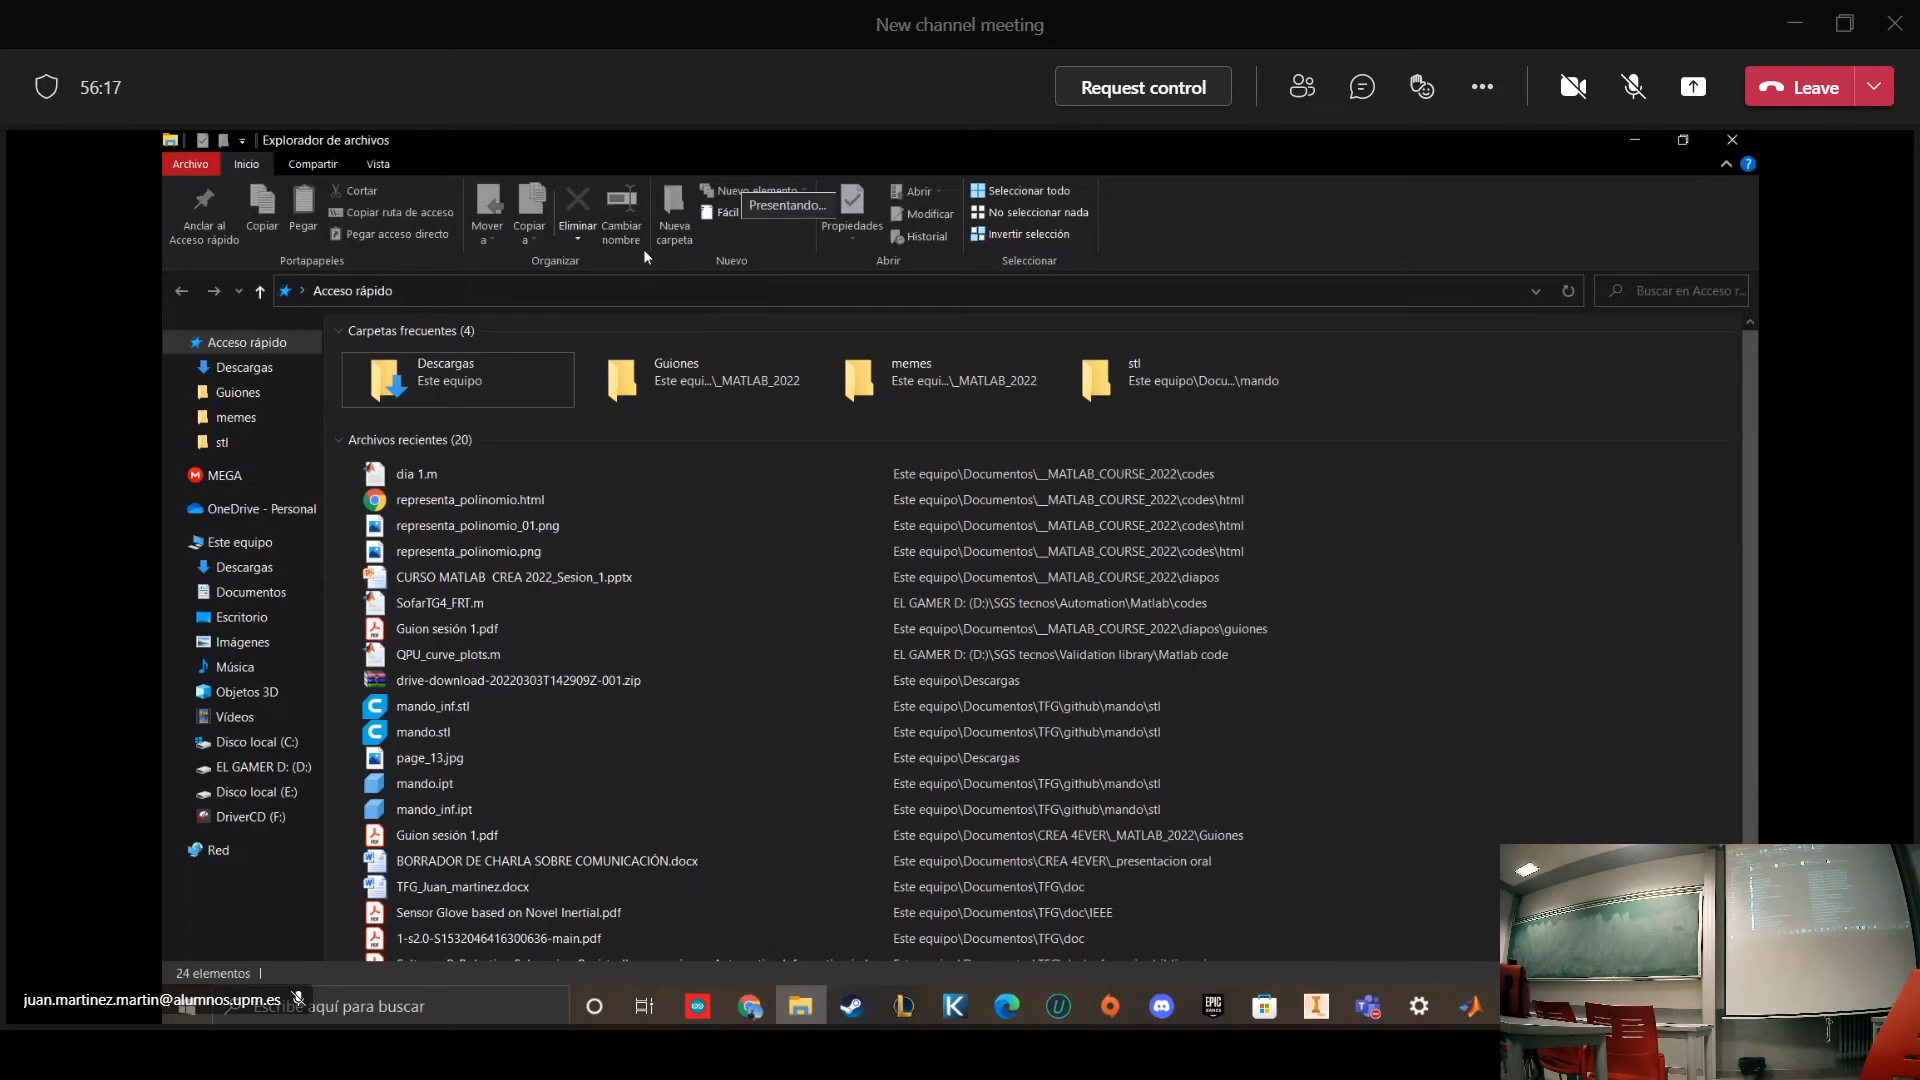 New channel meeting
56:17
Request control
Leave
Explorador de archivos
Archivo Inicio Compartir Vista
Anclar al Acceso rápido
Copiar
Pegar
Cortar
Copiar ruta de acceso
Pegar acceso directo
Portapapeles
Mover a
Copiar a
Eliminar
Cambiar nombre
Organizar
Nueva carpeta
Nuevo elemento
Fácil
Presentando...
Nuevo
Propiedades
Abrir
Modificar
Historial
Abrir
Seleccionar todo
No seleccionar nada
Invertir selección
Seleccionar
Acceso rápido
Buscar en Acceso r...
Acceso rápido
Descargas
Guiones
memes
stl
MEGA
OneDrive - Personal
Este equipo
Descargas
Documentos
Escritorio
Imágenes
Música
Objetos 3D
Vídeos
Disco local (C:)
EL GAMER D: (D:)
Disco local (E:)
DriverCD (F:)
Red
Carpetas frecuentes (4)
Descargas
Este equipo
Guiones
Este equi...\_MATLAB_2022
memes
Este equi...\_MATLAB_2022
stl
Este equipo\Docu...\mando
Archivos recientes (20)
dia 1.m Este equipo\Documentos\__MATLAB_COURSE_2022\codes
representa_polinomio.html Este equipo\Documentos\__MATLAB_COURSE_2022\codes\html
representa_polinomio_01.png Este equipo\Documentos\__MATLAB_COURSE_2022\codes\html
representa_polinomio.png Este equipo\Documentos\__MATLAB_COURSE_2022\codes\html
CURSO MATLAB CREA 2022_Sesion_1.pptx Este equipo\Documentos\__MATLAB_COURSE_2022\diapos
SofarTG4_FRT.m EL GAMER D: (D:)\SGS tecnos\Automation\Matlab\codes
Guion sesión 1.pdf Este equipo\Documentos\__MATLAB_COURSE_2022\diapos\guiones
QPU_curve_plots.m EL GAMER D: (D:)\SGS tecnos\Validation library\Matlab code
drive-download-20220303T142909Z-001.zip Este equipo\Descargas
mando_inf.stl Este equipo\Documentos\TFG\github\mando\stl
mando.stl Este equipo\Documentos\TFG\github\mando\stl
page_13.jpg Este equipo\Descargas
mando.ipt Este equipo\Documentos\TFG\github\mando\stl
mando_inf.ipt Este equipo\Documentos\TFG\github\mando\stl
Guion sesión 1.pdf Este equipo\Documentos\CREA 4EVER\_MATLAB_2022\Guiones
BORRADOR DE CHARLA SOBRE COMUNICACIÓN.docx Este equipo\Documentos\CREA 4EVER\_presentacion oral
TFG_Juan_martinez.docx Este equipo\Documentos\TFG\doc
Sensor Glove based on Novel Inertial.pdf Este equipo\Documentos\TFG\doc\IEEE
1-s2.0-S1532046416300636-main.pdf Este equipo\Documentos\TFG\doc
24 elementos
juan.martinez.martin@alumnos.upm.es
Escribe aquí para buscar
EPIC GAMES